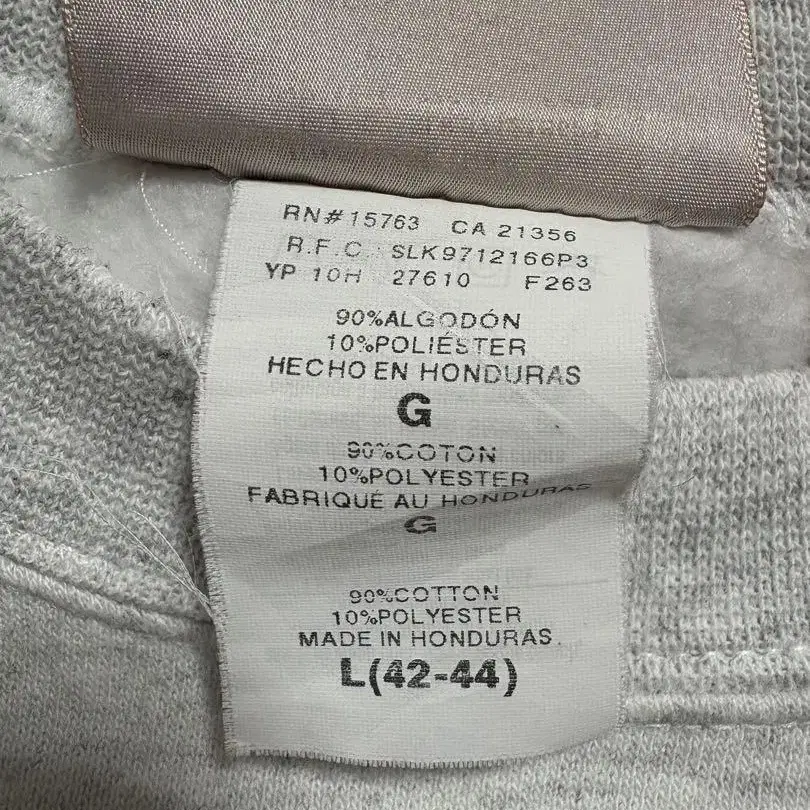 RN#15763 CA 21356
R.F.C. SLK9712166P3
YP 10H 27610 F263
90%ALGODÓN
10%POLIÉSTER
HECHO EN HONDURAS
G
90%COTON
10%POLYESTER
FABRIQUÉ AU HONDURAS
G
90%COTTON
10%POLYESTER
MADE IN HONDURAS.
L(42-44)